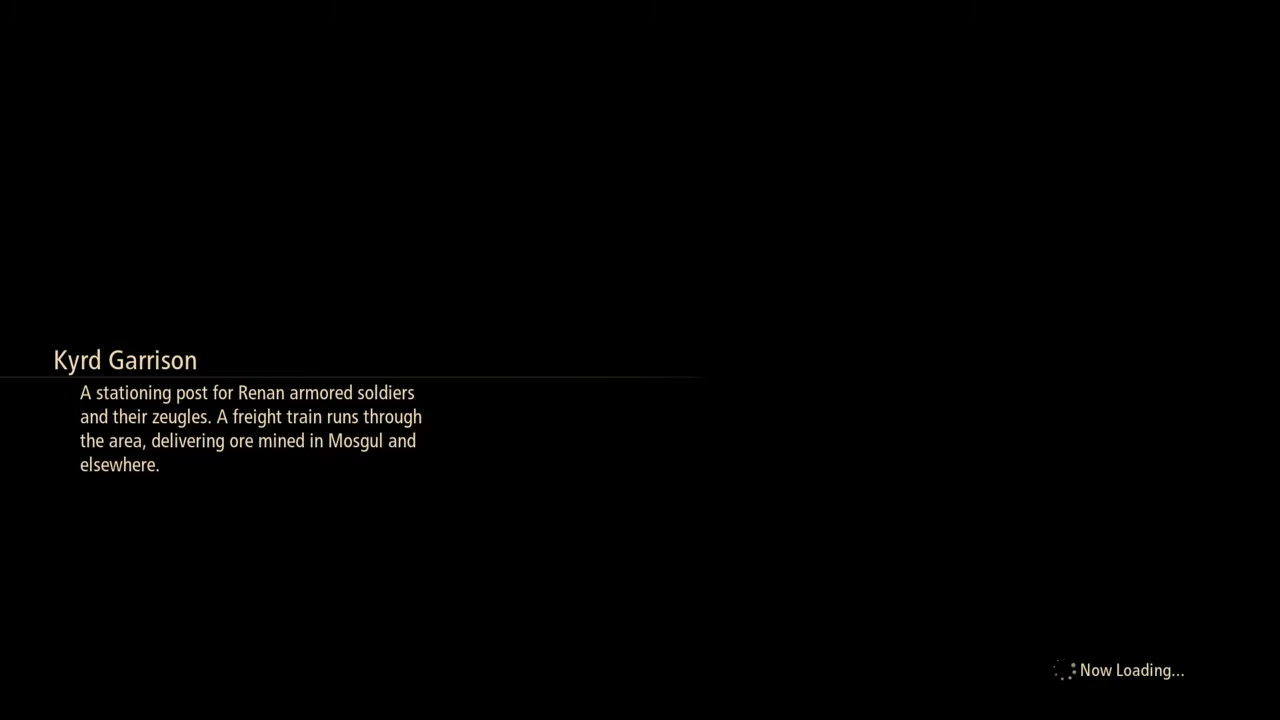 Kyrd Garrison
A stationing post for Renan armored soldiers
and their zeugles. A freight train runs through
the area, delivering ore mined in Mosgul and
elsewhere.
Now Loading...